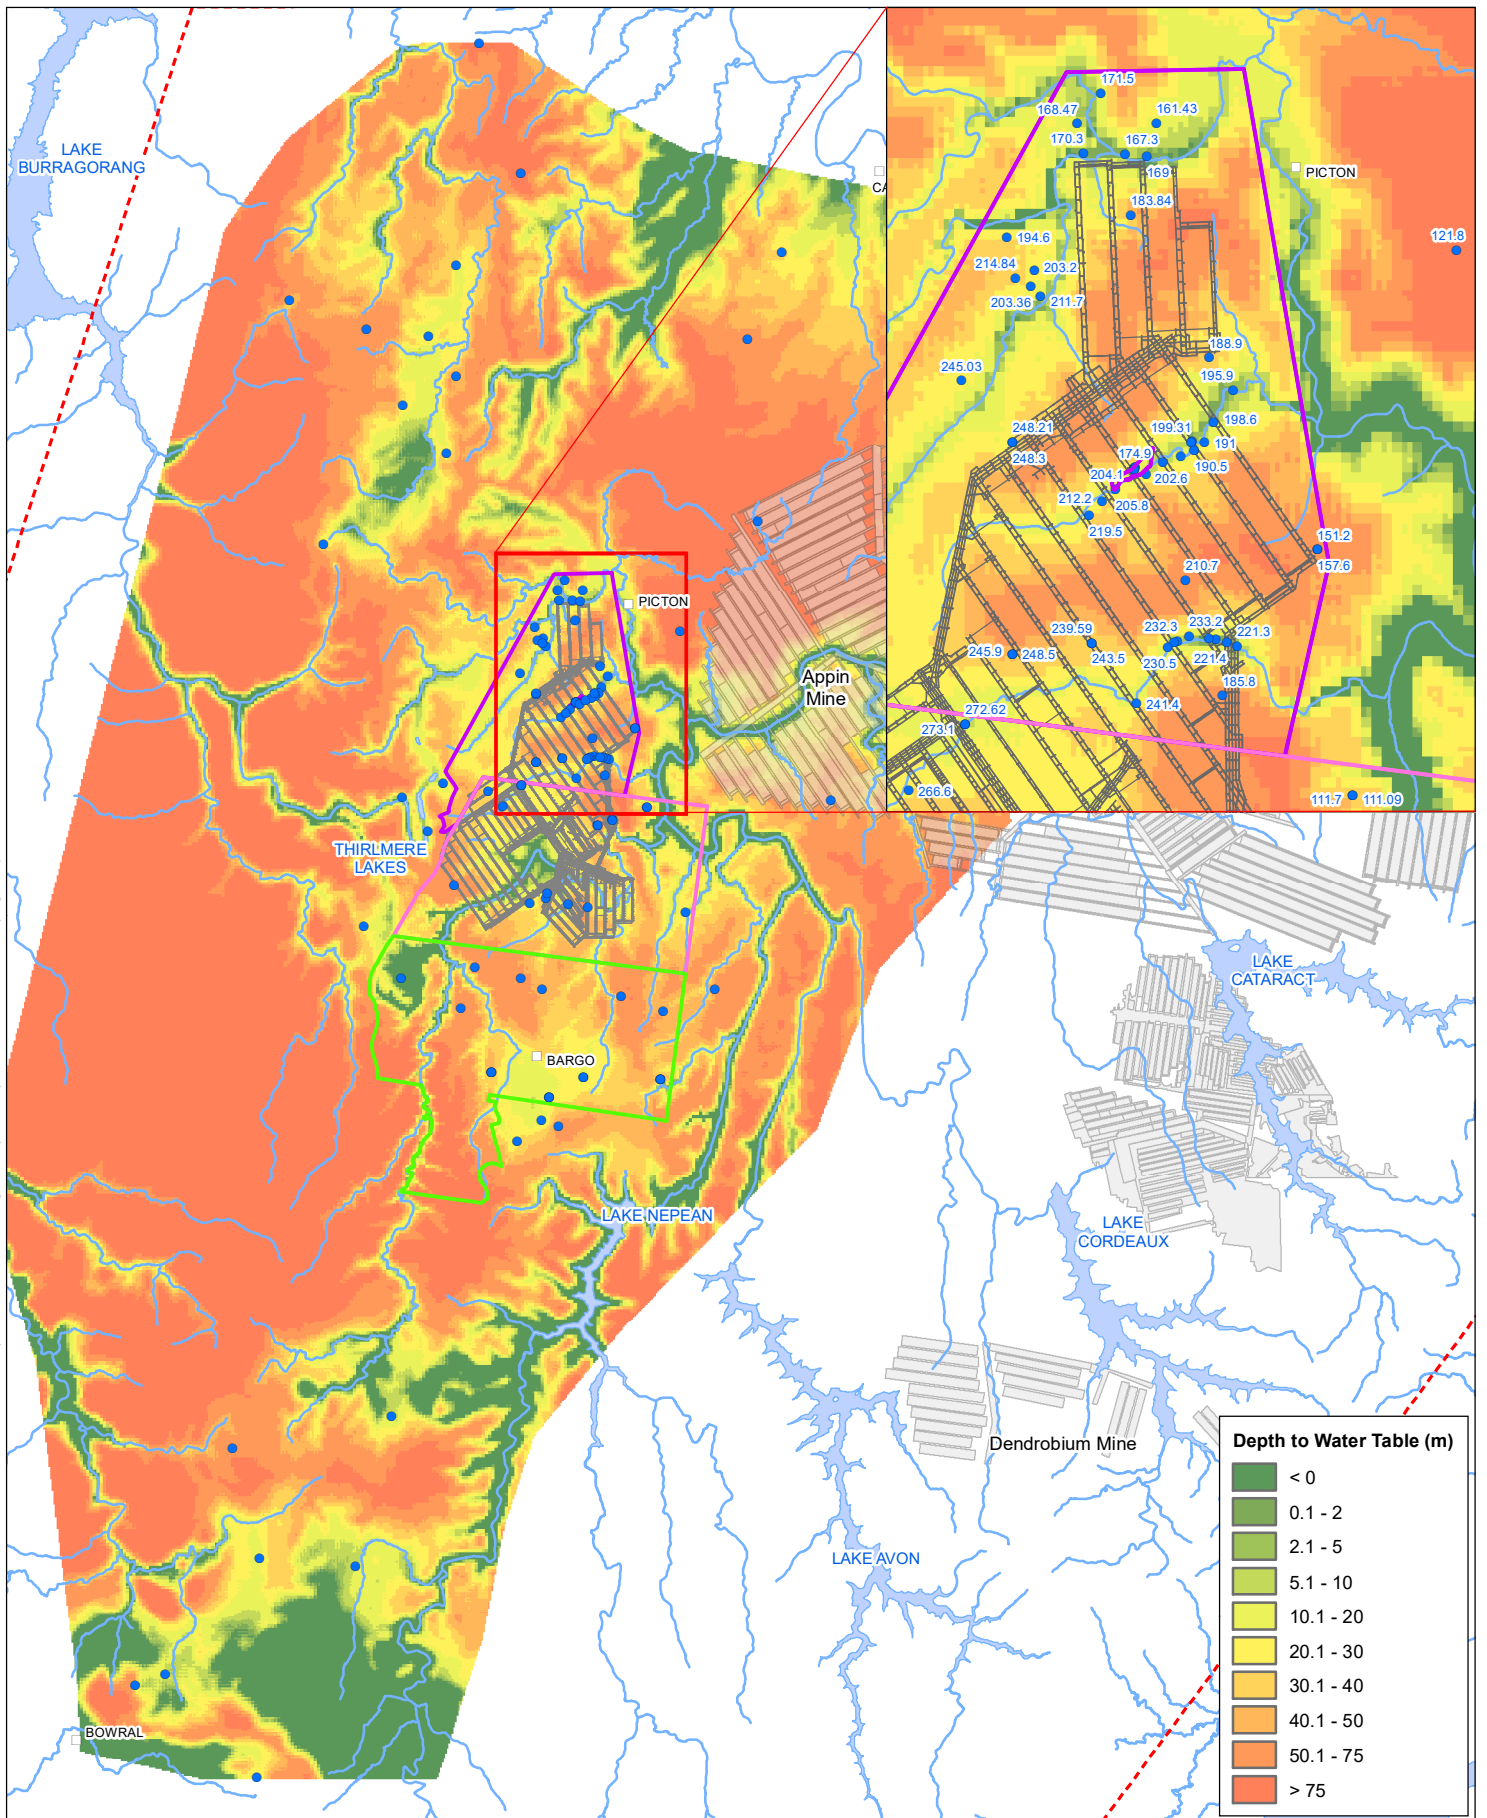 LAKE
BURRAGORANG
CA
PICTON
Appin
Mine
THIRLMERE
LAKES
BARGO
LAKE NEPEAN
LAKE
CATARACT
LAKE
CORDEAUX
Dendrobium Mine
LAKE AVON
BOWRAL
171.5
168.47
161.43
170.3
167.3
169
PICTON
183.84
194.6
121.8
214.84
203.2
203.36
211.7
188.9
245.03
195.9
198.6
248.21
199.31
191
248.3
174.9
190.5
204.1
202.6
212.2
205.8
219.5
151.2
157.6
210.7
239.59
232.3
233.2
221.3
245.9
248.5
243.5
230.5
221.4
185.8
241.4
272.62
273.1
266.6
111.7
111.09
Depth to Water Table (m)
< 0
0.1 - 2
2.1 - 5
5.1 - 10
10.1 - 20
20.1 - 30
30.1 - 40
40.1 - 50
50.1 - 75
> 75